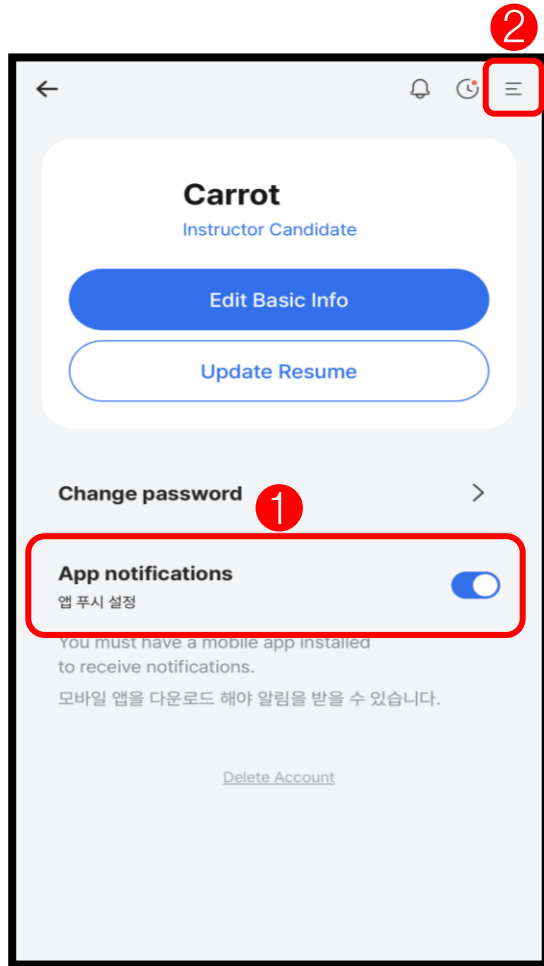 2
Carrot
Instructor Candidate
Edit Basic Info
Update Resume
Change password
1
App notifications
앱 푸시 설정
You must have a mobile app installed
to receive notifications.
모바일 앱을 다운로드 해야 알림을 받을 수 있습니다.
Delete Account